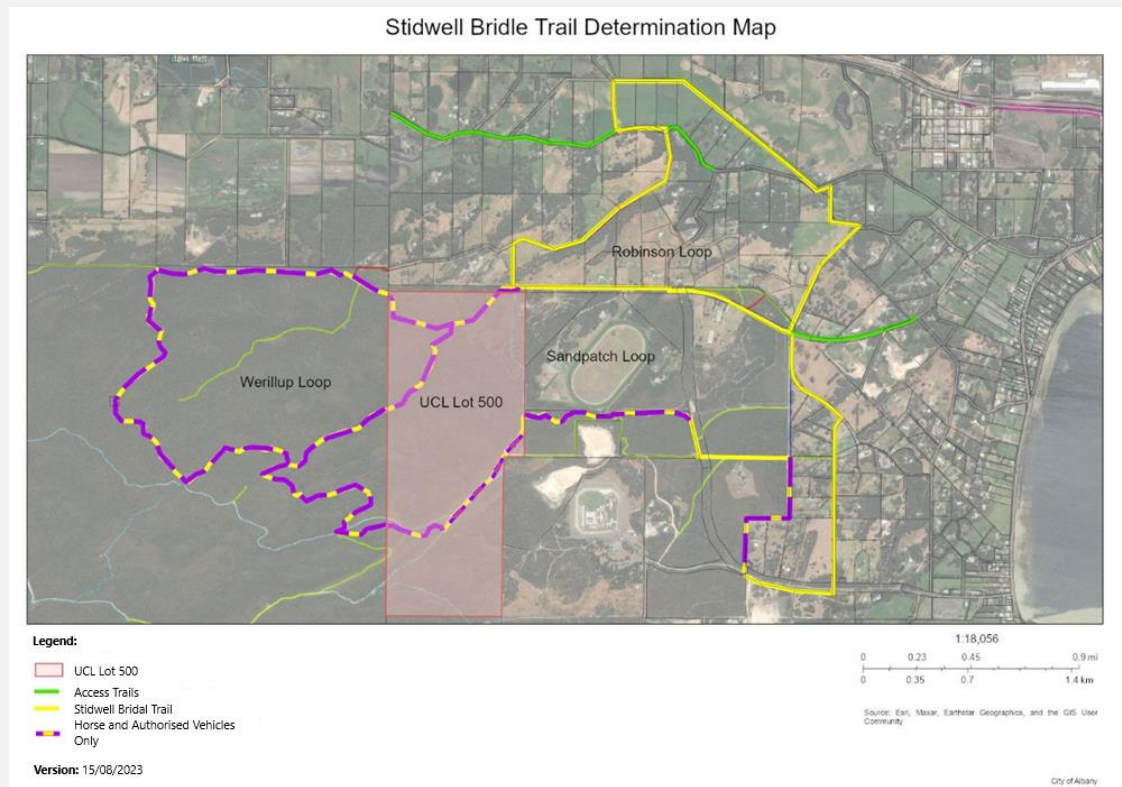 Stidwell Bridle Trail Determination Map
Robinson Loop
Sandpatch Loop
Werillup Loop
UCL Lot 500
Legend:
UCL Lot 500
Access Trails
Stidwell Bridal Trail
Horse and Authorised Vehicles
Only
Version: 15/08/2023
1:18,056
0 0.23 0.45 0.9 mi
0 0.35 0.7 1.4 km
Source: Esri, Maxar, Earthstar Geographics, and the GIS User
Community
City of Albany